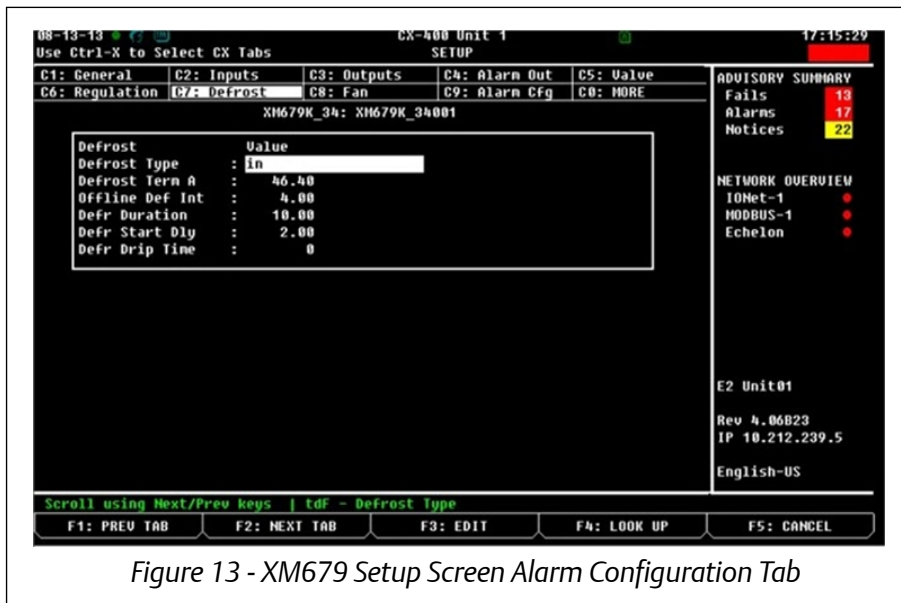 08-13-13 CX-400 Unit 1 17:15:29
Use Ctrl-X to Select CX Tabs SETUP
C1: General C2: Inputs C3: Outputs C4: Alarm Out C5: Valve
C6: Regulation C7: Defrost C8: Fan C9: Alarm Cfg C0: MORE
XM679K_34: XM679K_34001
Defrost Value
Defrost Type : in
Defrost Term A : 46.40
Offline Def Int : 4.00
Defr Duration : 10.00
Defr Start Dly : 2.00
Defr Drip Time : 0
ADVISORY SUMMARY
Fails 13
Alarms 17
Notices 22
NETWORK OVERVIEW
IONet-1
MODBUS-1
Echelon
E2 Unit01
Rev 4.06B23
IP 10.212.239.5
English-US
Scroll using Next/Prev keys | tdF - Defrost Type
F1: PREV TAB F2: NEXT TAB F3: EDIT F4: LOOK UP F5: CANCEL
Figure 13 - XM679 Setup Screen Alarm Configuration Tab